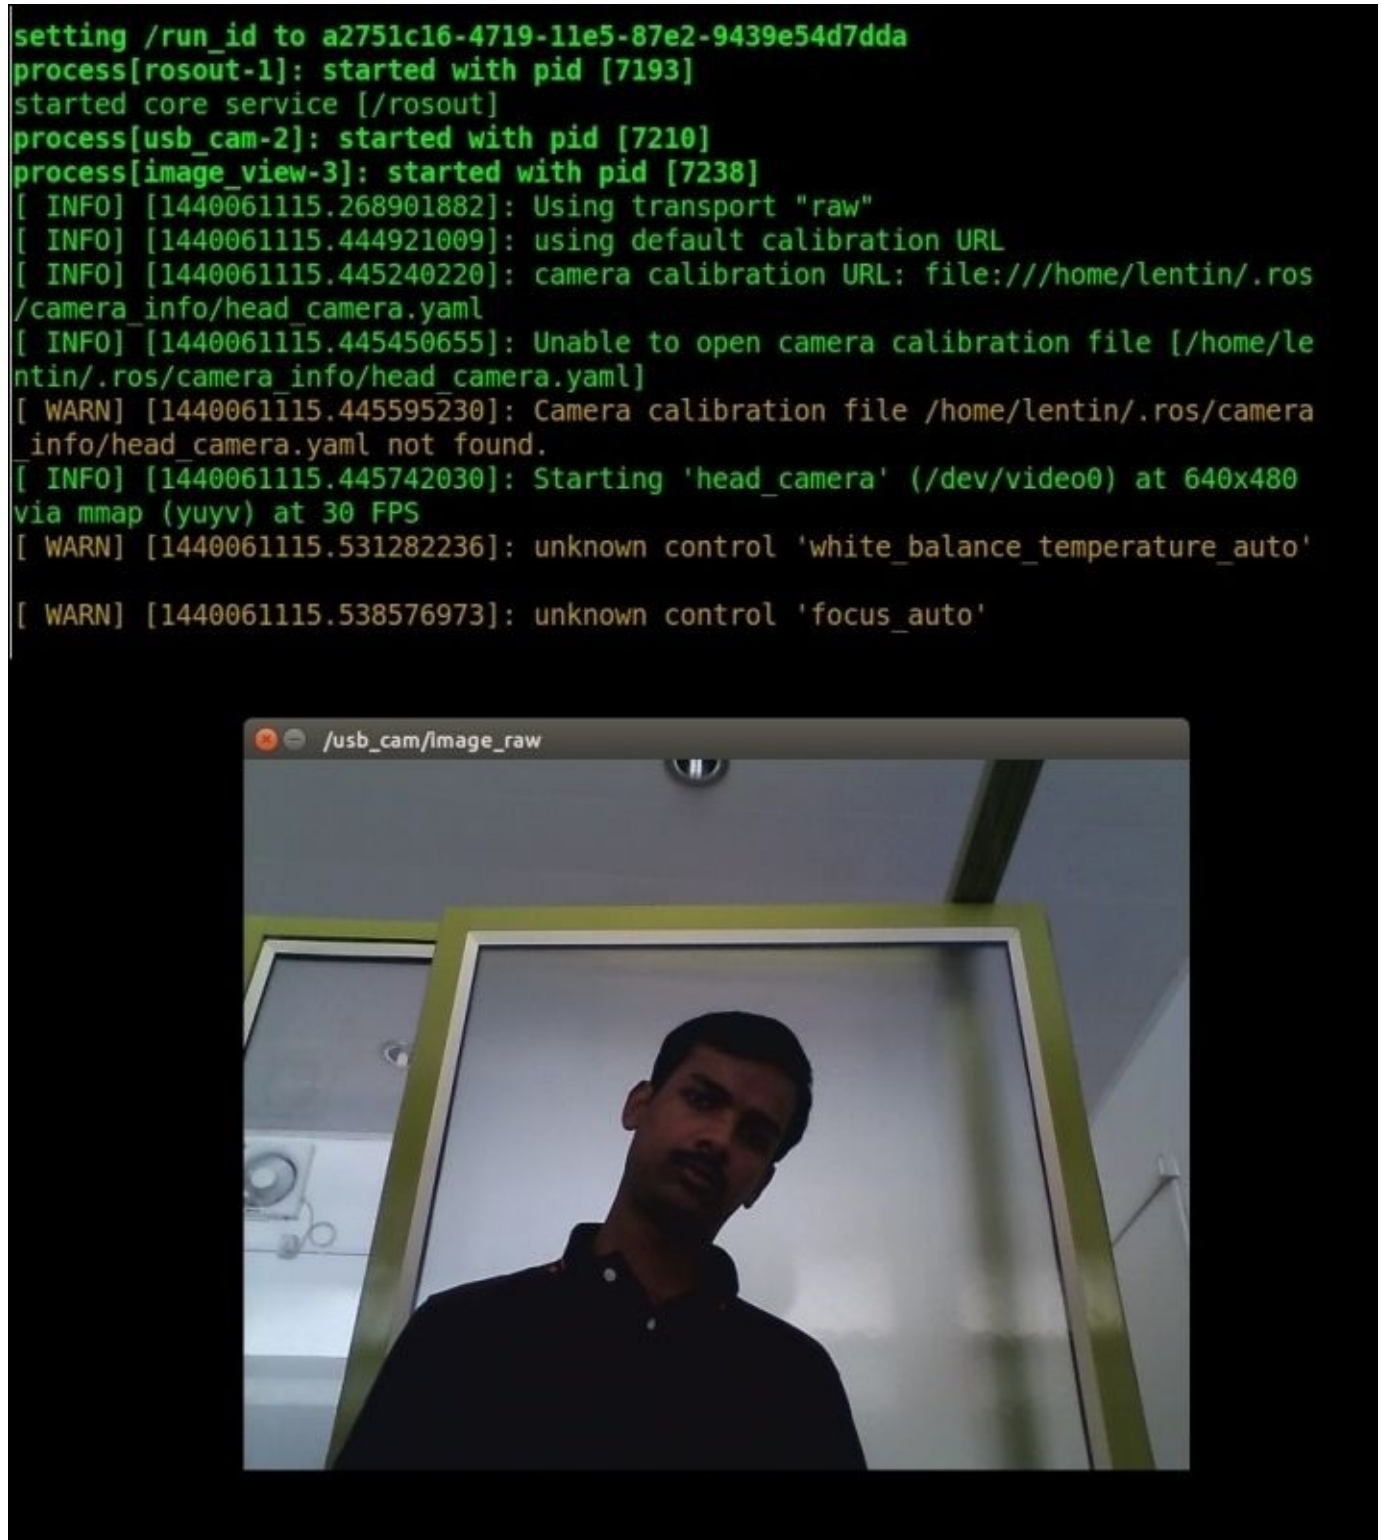 setting /run_id to a2751c16-4719-11e5-87e2-9439e54d7dda
process[rosout-1]: started with pid [7193]
started core service [/rosout]
process[usb_cam-2]: started with pid [7210]
process[image_view-3]: started with pid [7238]
[ INFO] [1440061115.268901882]: Using transport "raw"
[ INFO] [1440061115.444921009]: using default calibration URL
[ INFO] [1440061115.445240220]: camera calibration URL: file:///home/lentin/.ros
/camera_info/head_camera.yaml
[ INFO] [1440061115.445450655]: Unable to open camera calibration file [/home/le
ntin/.ros/camera_info/head_camera.yaml]
[ WARN] [1440061115.445595230]: Camera calibration file /home/lentin/.ros/camera
_info/head_camera.yaml not found.
[ INFO] [1440061115.445742030]: Starting 'head_camera' (/dev/video0) at 640x480
via mmap (yuyv) at 30 FPS
[ WARN] [1440061115.531282236]: unknown control 'white_balance_temperature_auto'
[ WARN] [1440061115.538576973]: unknown control 'focus_auto'
/usb_cam/image_raw